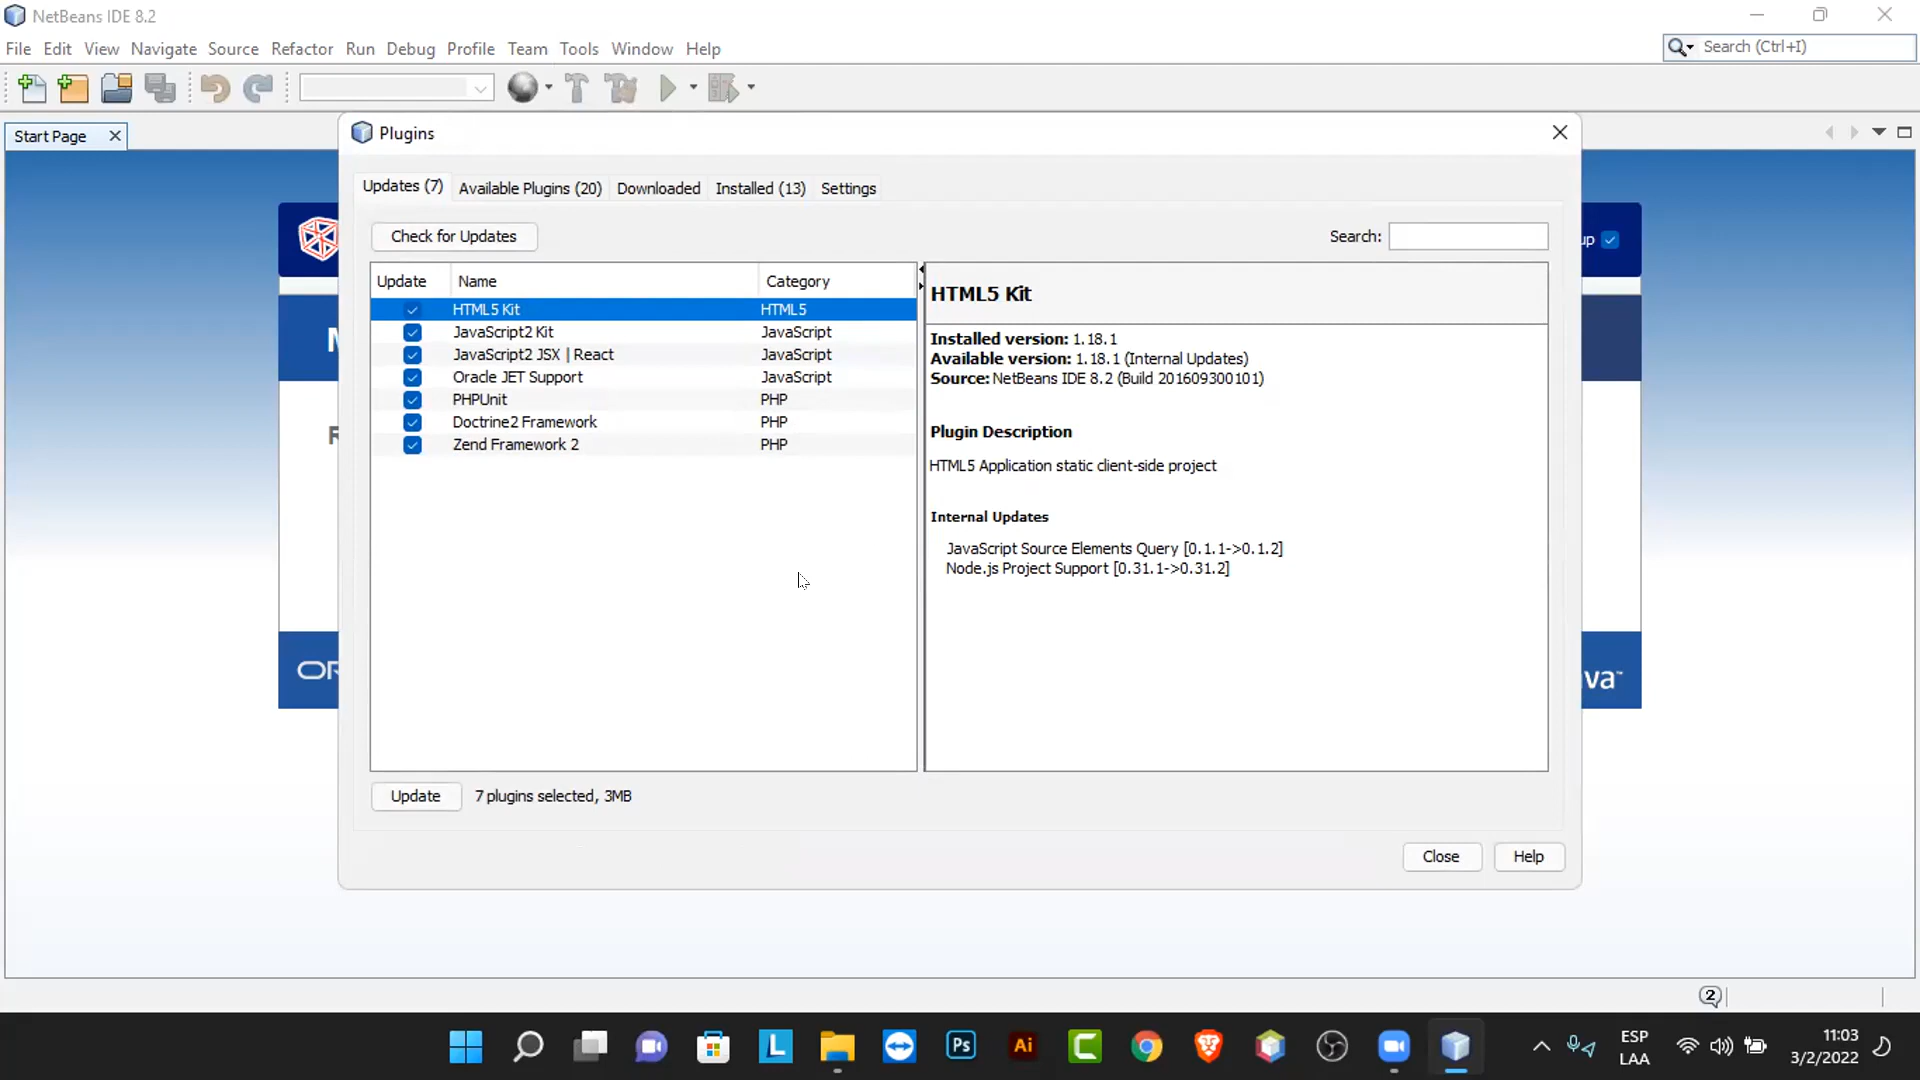 NetBeans IDE 8.2
File Edit View Navigate Source Refactor Run Debug Profile Team Tools Window Help
Search (Ctrl+I)
Start Page
Plugins
Updates (7) Available Plugins (20) Downloaded Installed (13) Settings
Check for Updates
Search:
Update Name Category
HTML5 Kit HTML5
JavaScript2 Kit JavaScript
JavaScript2 JSX | React JavaScript
Oracle JET Support JavaScript
PHPUnit PHP
Doctrine2 Framework PHP
Zend Framework 2 PHP
HTML5 Kit
Installed version: 1.18.1
Available version: 1.18.1 (Internal Updates)
Source: NetBeans IDE 8.2 (Build 201609300101)
Plugin Description
HTML5 Application static client-side project
Internal Updates
JavaScript Source Elements Query [0.1.1->0.1.2]
Node.js Project Support [0.31.1->0.31.2]
Update 7 plugins selected, 3MB
Close Help
up
va™
2
Ps
Ai
ESP
LAA
11:03
3/2/2022